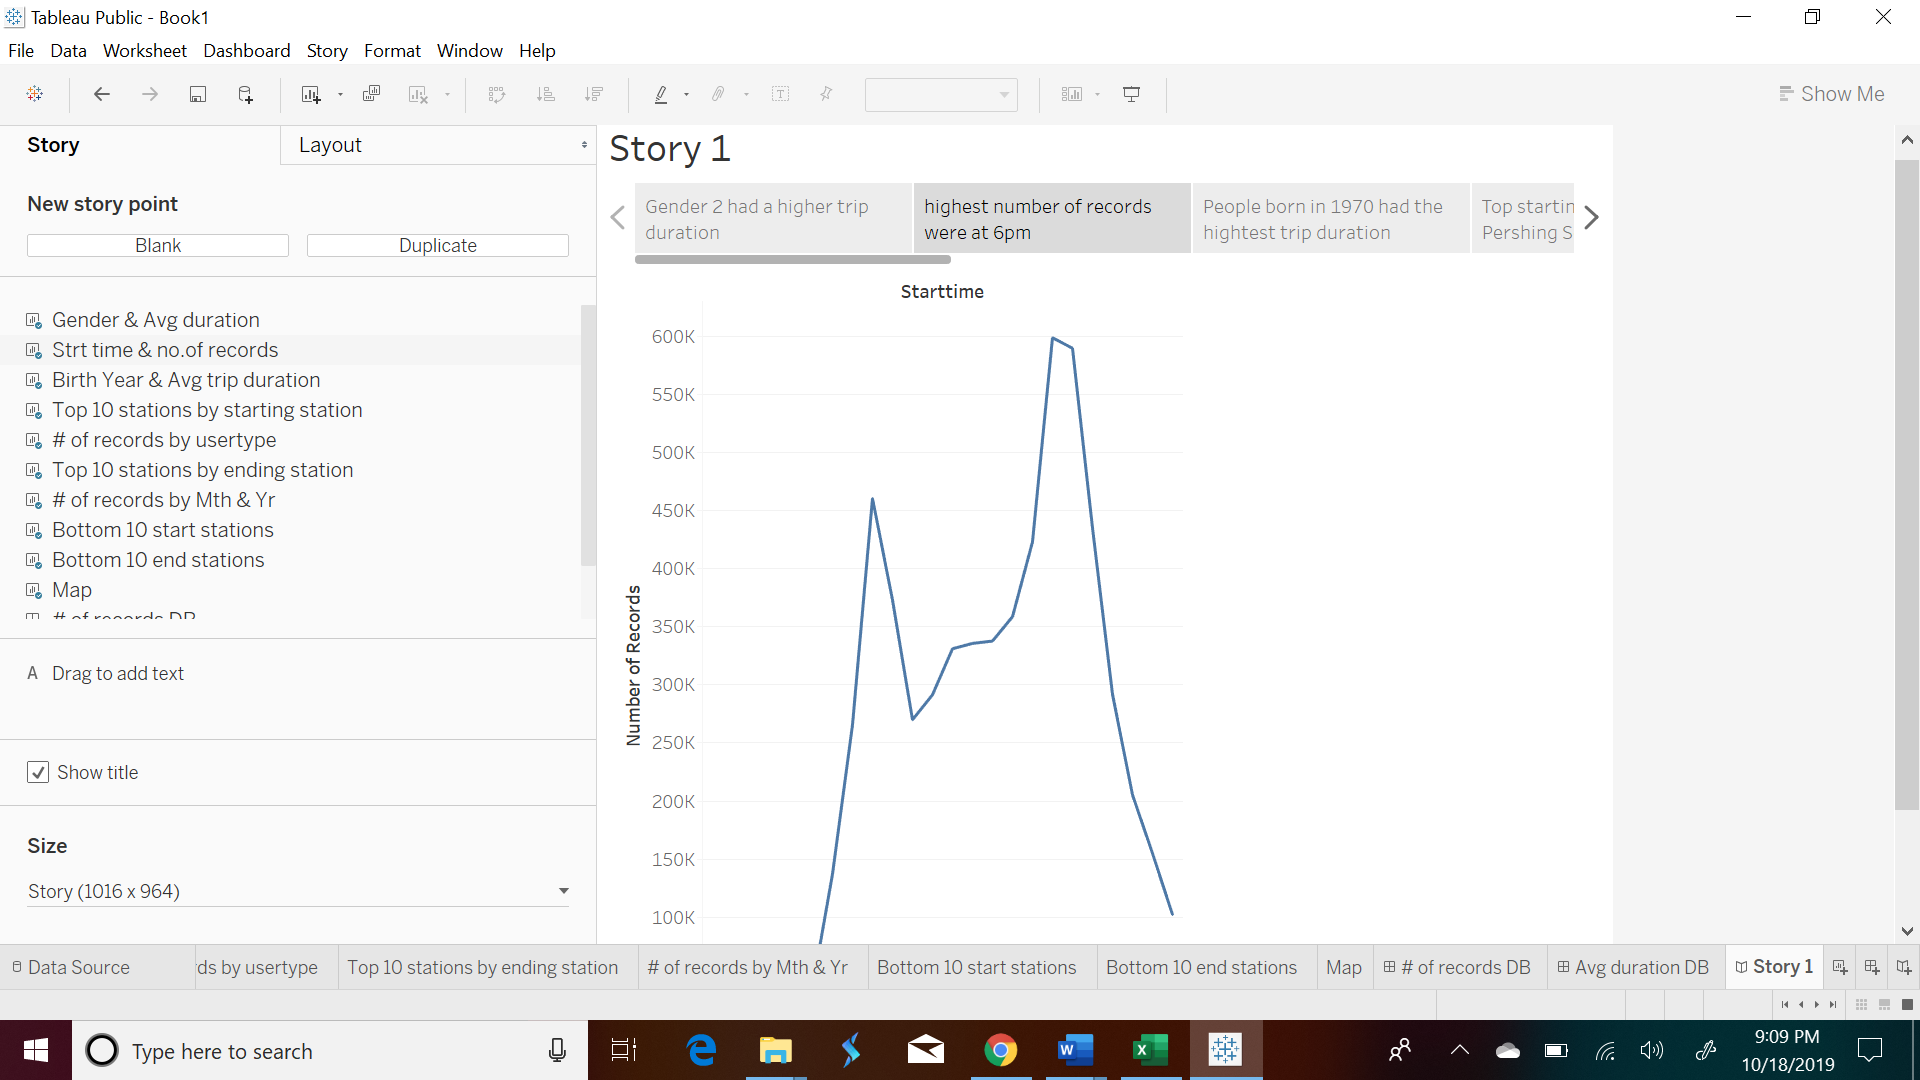 Tableau Public - Book1
File Data Worksheet Dashboard Story Format Window Help
Show Me
Story
Layout
New story point
Blank
Duplicate
Gender & Avg duration
Strt time & no.of records
Birth Year & Avg trip duration
Top 10 stations by starting station
# of records by usertype
Top 10 stations by ending station
# of records by Mth & Yr
Bottom 10 start stations
Bottom 10 end stations
Map
# of records DB
A Drag to add text
Show title
Size
Story (1016 x 964)
Story 1
Gender 2 had a higher trip
duration
highest number of records
were at 6pm
People born in 1970 had the
hightest trip duration
Top startin
Pershing S
Starttime
600K
550K
500K
450K
400K
350K
300K
250K
200K
150K
100K
Number of Records
Data Source
rds by usertype
Top 10 stations by ending station
# of records by Mth & Yr
Bottom 10 start stations
Bottom 10 end stations
Map
# of records DB
Avg duration DB
Story 1
Type here to search
9:09 PM
10/18/2019